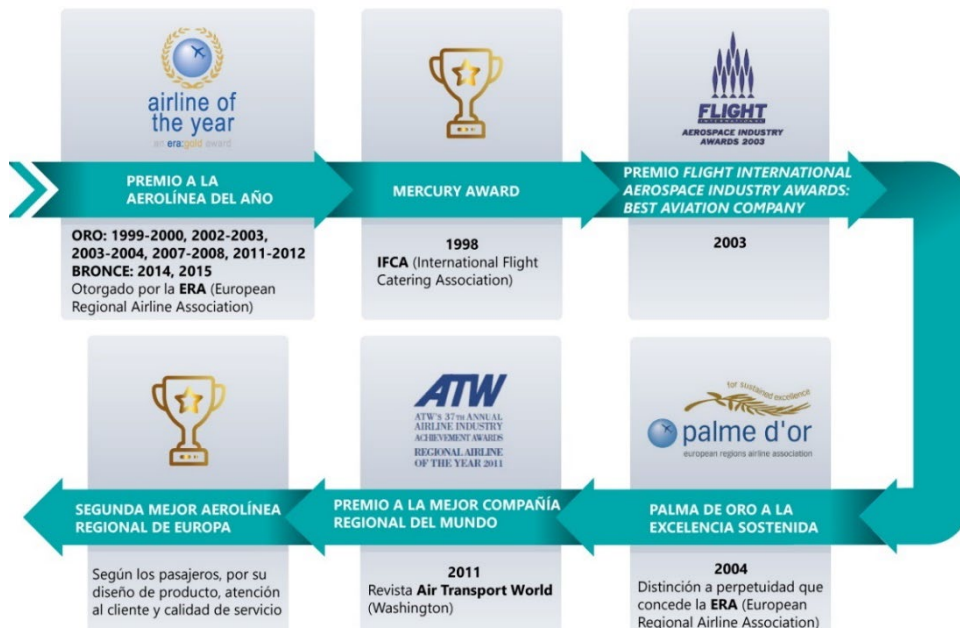 airline of
the year
an era:gold award
PREMIO A LA
AEROLÍNEA DEL AÑO
ORO: 1999-2000, 2002-2003,
2003-2004, 2007-2008, 2011-2012
BRONCE: 2014, 2015
Otorgado por la ERA (European
Regional Airline Association)
MERCURY AWARD
1998
IFCA (International Flight
Catering Association)
FLIGHT
INTERNATIONAL
AEROSPACE INDUSTRY
AWARDS 2003
PREMIO FLIGHT INTERNATIONAL
AEROSPACE INDUSTRY AWARDS:
BEST AVIATION COMPANY
2003
for sustained excellence
palme d'or
european regions airline association
PALMA DE ORO A LA
EXCELENCIA SOSTENIDA
2004
Distinción a perpetuidad que
concede la ERA (European
Regional Airline Association)
ATW
ATW'S 37TH ANNUAL
AIRLINE INDUSTRY
ACHIEVEMENT AWARDS
REGIONAL AIRLINE
OF THE YEAR 2011
PREMIO A LA MEJOR COMPAÑÍA
REGIONAL DEL MUNDO
2011
Revista Air Transport World
(Washington)
SEGUNDA MEJOR AEROLÍNEA
REGIONAL DE EUROPA
Según los pasajeros, por su
diseño de producto, atención
al cliente y calidad de servicio